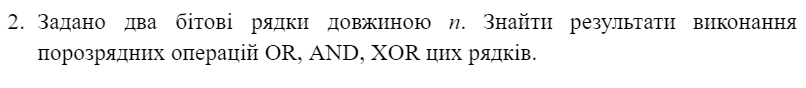 2. Задано два бітові рядки довжиною n. Знайти результати виконання
порозрядних операцій OR, AND, XOR цих рядків.